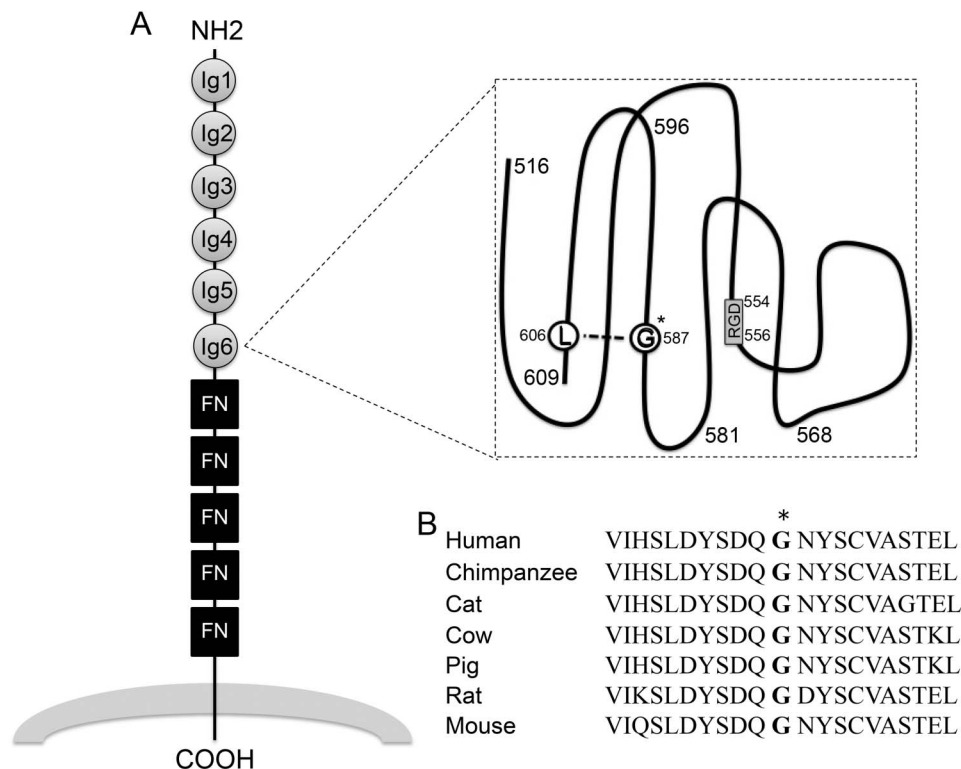 A
NH2
Ig1
Ig2
Ig3
Ig4
Ig5
Ig6
FN
FN
FN
FN
FN
COOH
516
596
606 L
G * 587
RGD
554
556
609
581
568
B
*
Human VIHSLDYSDQ G NYSCVASTEL
Chimpanzee VIHSLDYSDQ G NYSCVASTEL
Cat VIHSLDYSDQ G NYSCVAGTEL
Cow VIHSLDYSDQ G NYSCVASTKL
Pig VIHSLDYSDQ G NYSCVASTKL
Rat VIKSLDYSDQ G DYSCVASTEL
Mouse VIQSLDYSDQ G NYSCVASTEL